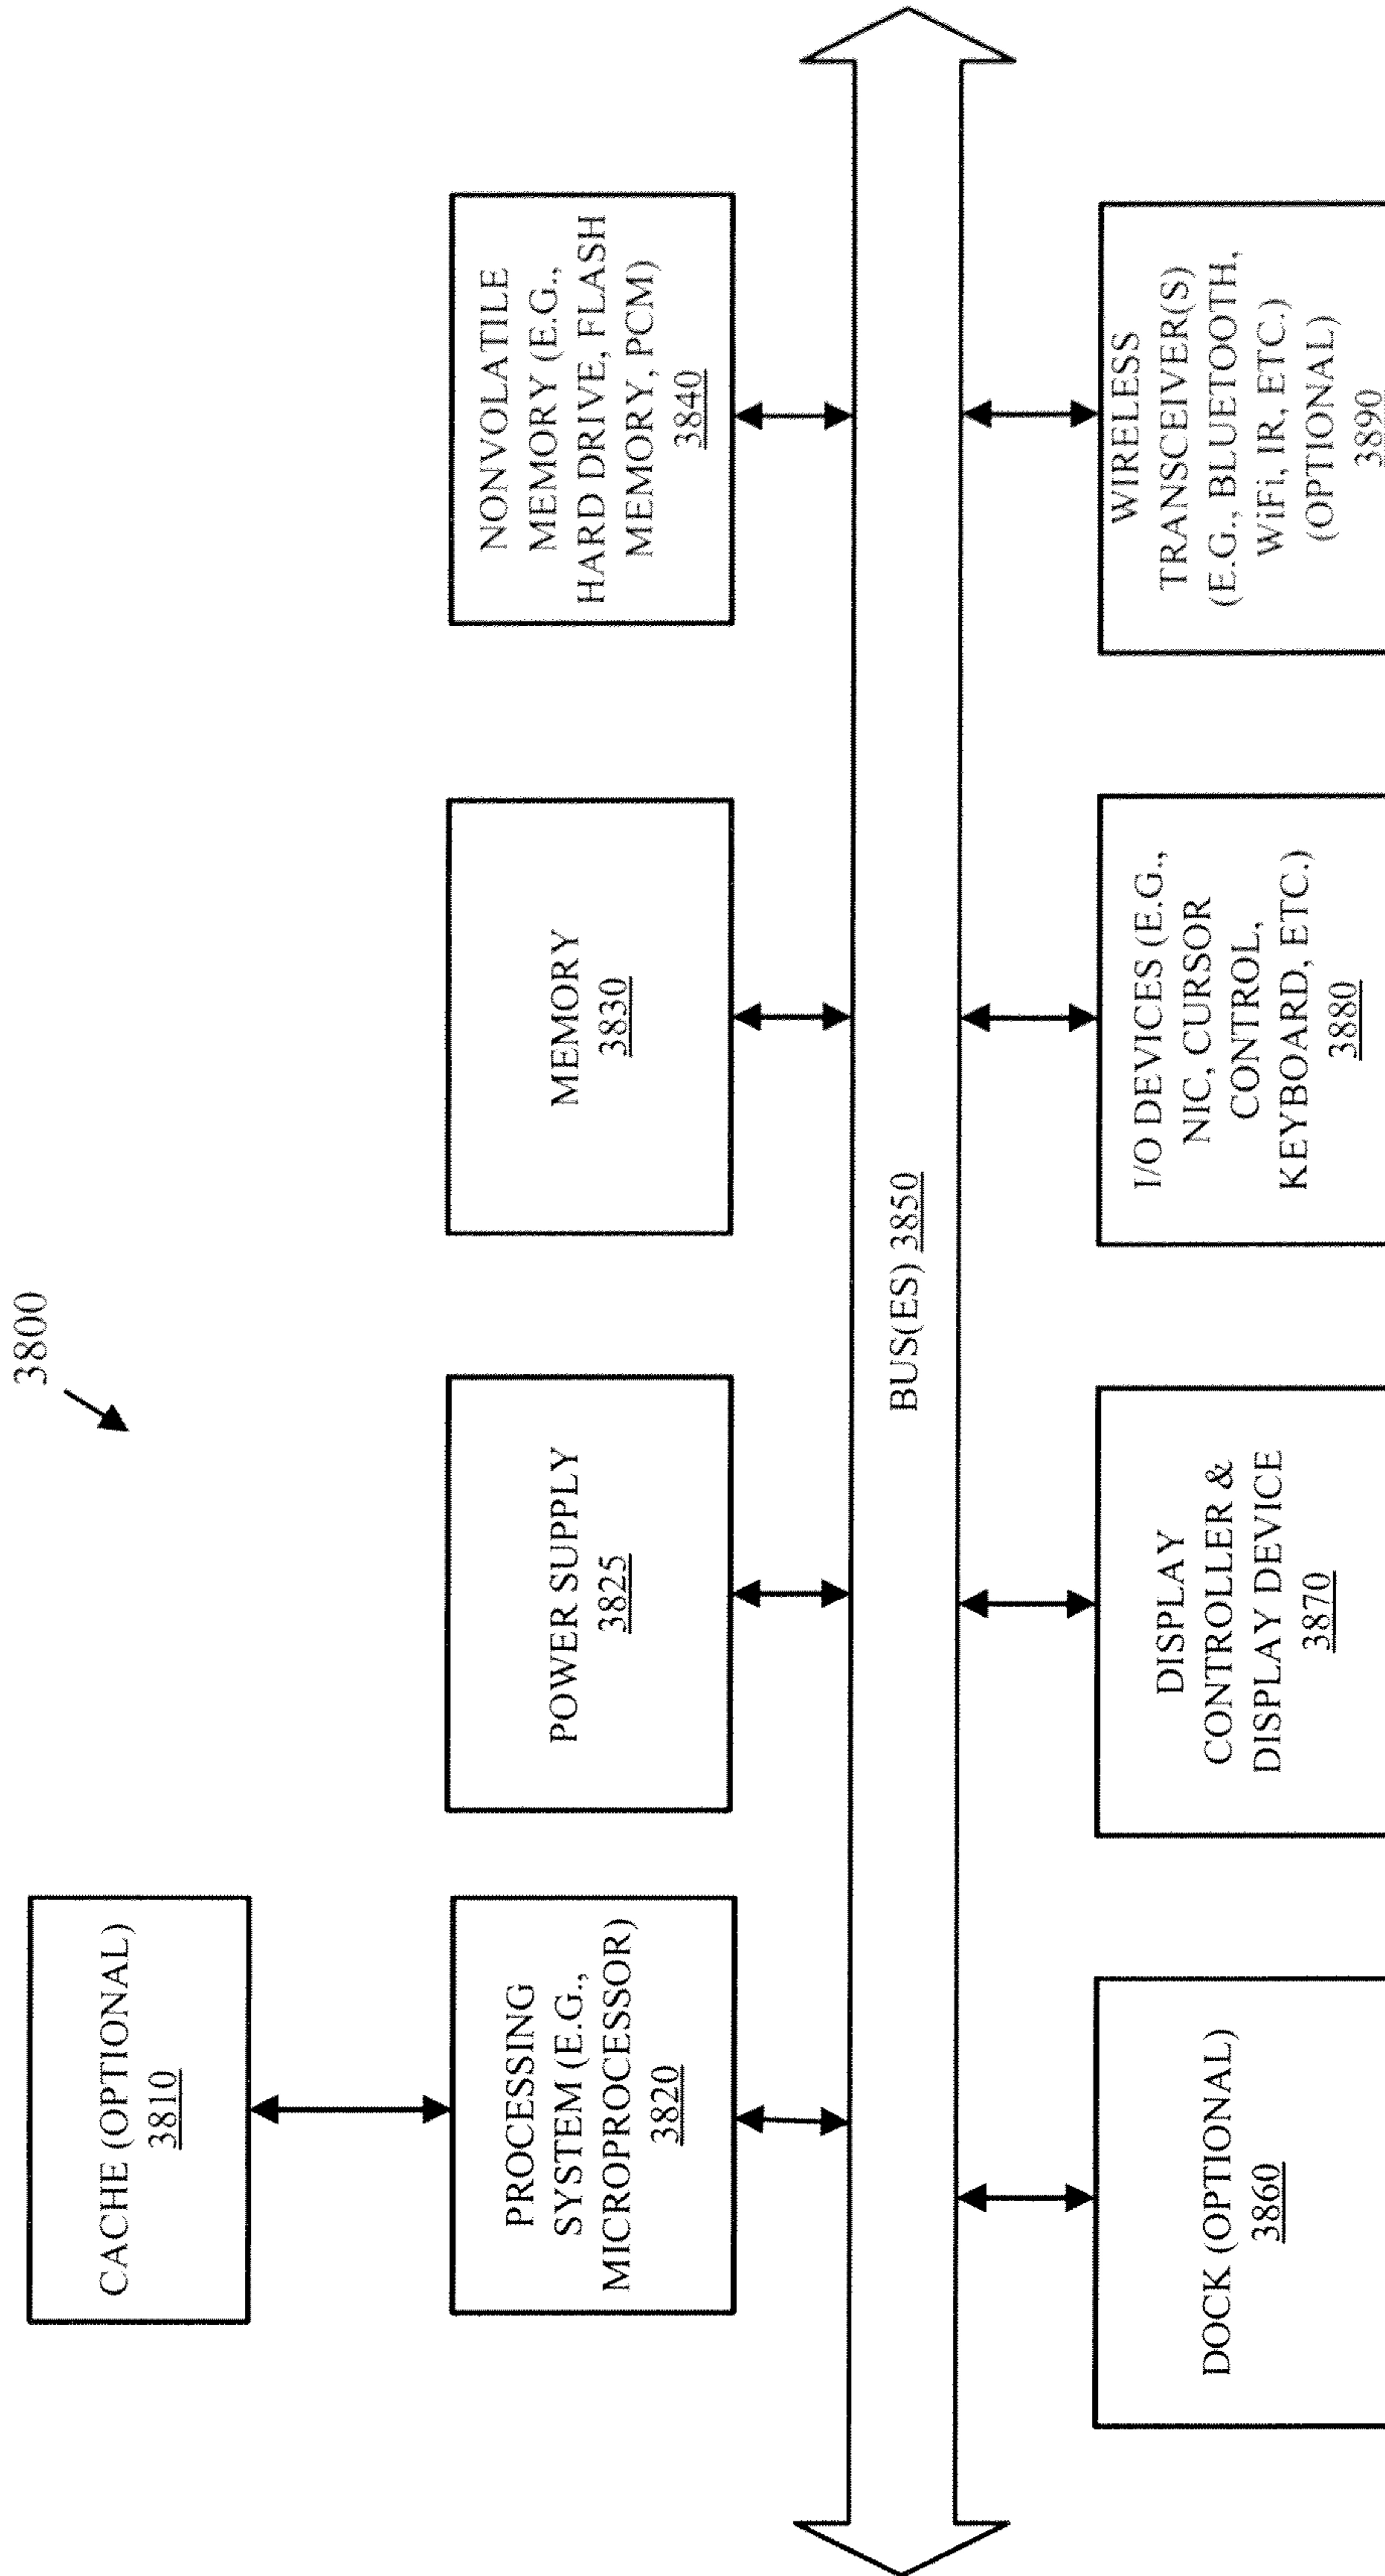 3800
CACHE (OPTIONAL)
3810
PROCESSING
SYSTEM (E.G.,
MICROPROCESSOR)
3820
POWER SUPPLY
3825
MEMORY
3830
NONVOLATILE
MEMORY (E.G.,
HARD DRIVE, FLASH
MEMORY, PCM)
3840
BUS(ES) 3850
DOCK (OPTIONAL)
3860
DISPLAY
CONTROLLER &
DISPLAY DEVICE
3870
I/O DEVICES (E.G.,
NIC, CURSOR
CONTROL,
KEYBOARD, ETC.)
3880
WIRELESS
TRANSCEIVER(S)
(E.G., BLUETOOTH,
WiFi, IR, ETC.)
(OPTIONAL)
3890